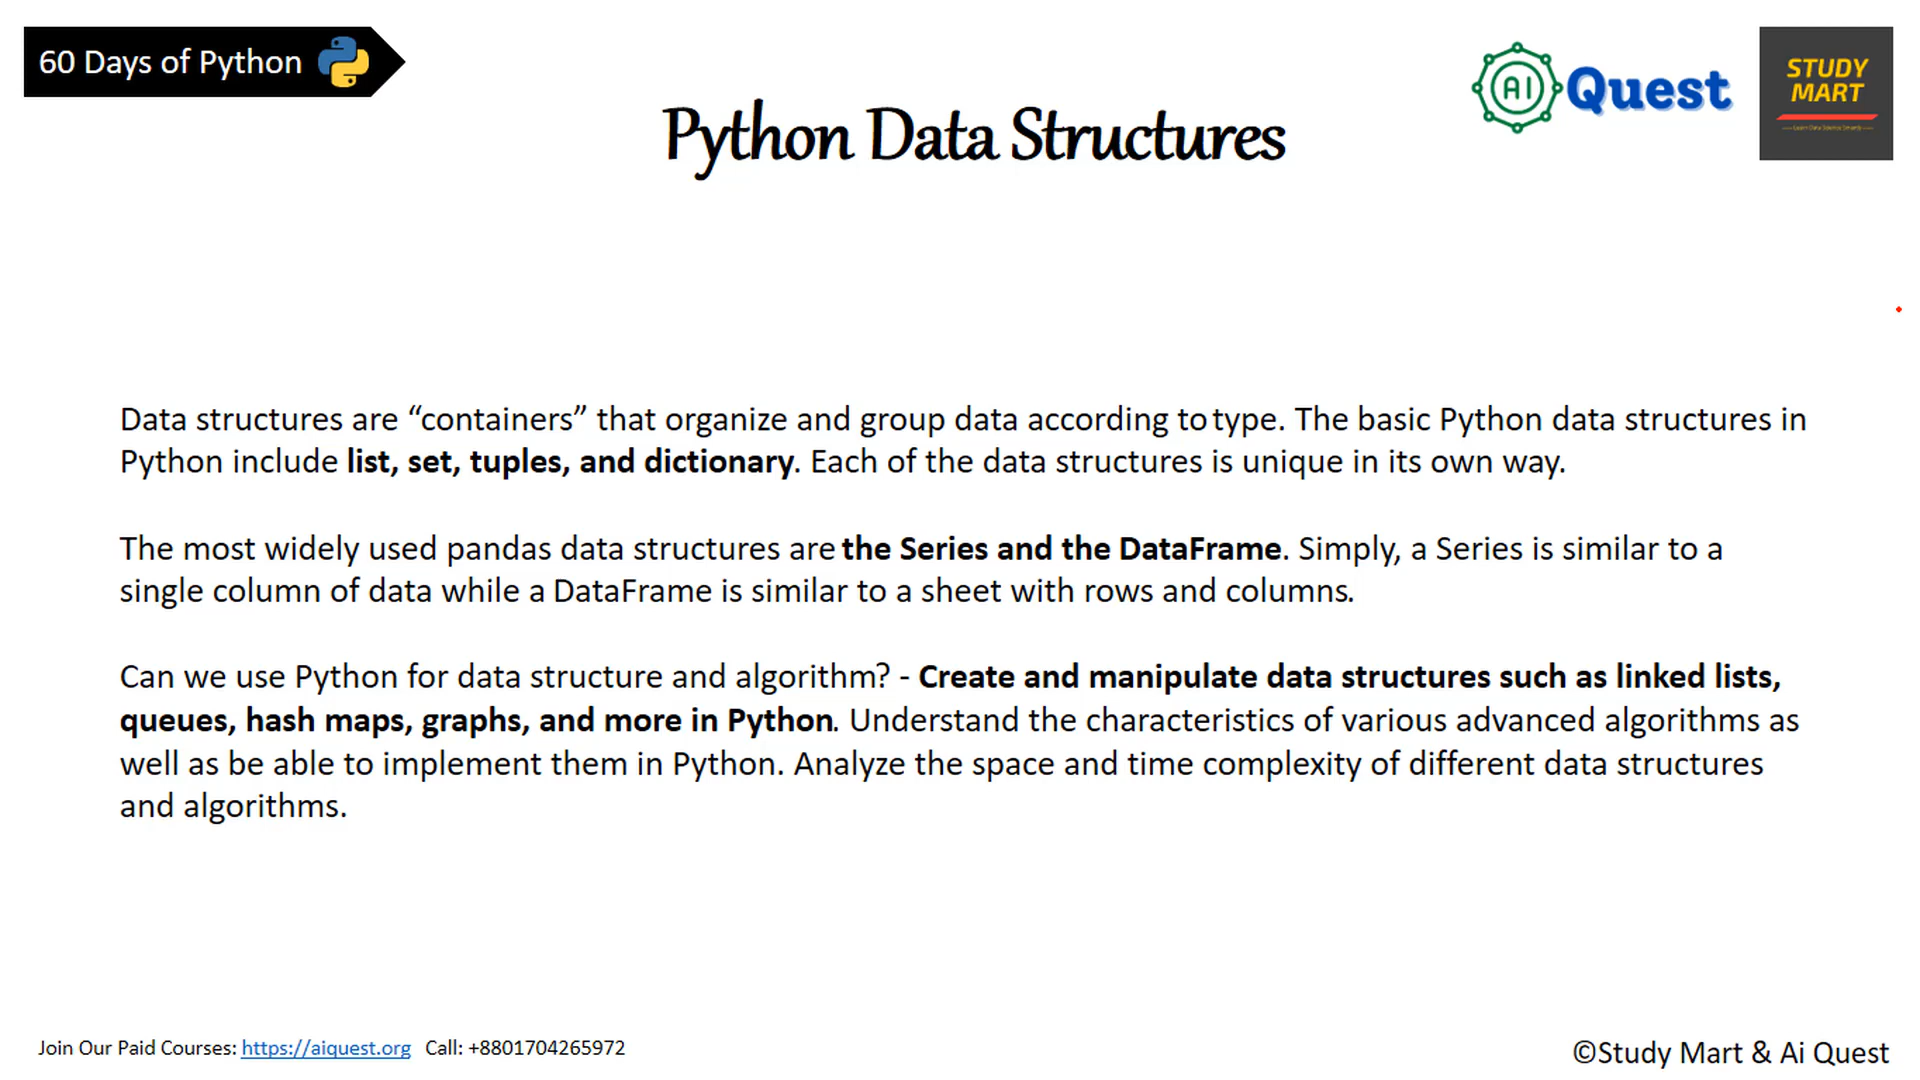 60 Days of Python
AI Quest
STUDY
MART
Python Data Structures
Data structures are “containers” that organize and group data according to type. The basic Python data structures in
Python include list, set, tuples, and dictionary. Each of the data structures is unique in its own way.
The most widely used pandas data structures are the Series and the DataFrame. Simply, a Series is similar to a
single column of data while a DataFrame is similar to a sheet with rows and columns.
Can we use Python for data structure and algorithm? - Create and manipulate data structures such as linked lists,
queues, hash maps, graphs, and more in Python. Understand the characteristics of various advanced algorithms as
well as be able to implement them in Python. Analyze the space and time complexity of different data structures
and algorithms.
Join Our Paid Courses: https://aiquest.org Call: +8801704265972
©Study Mart & Ai Quest